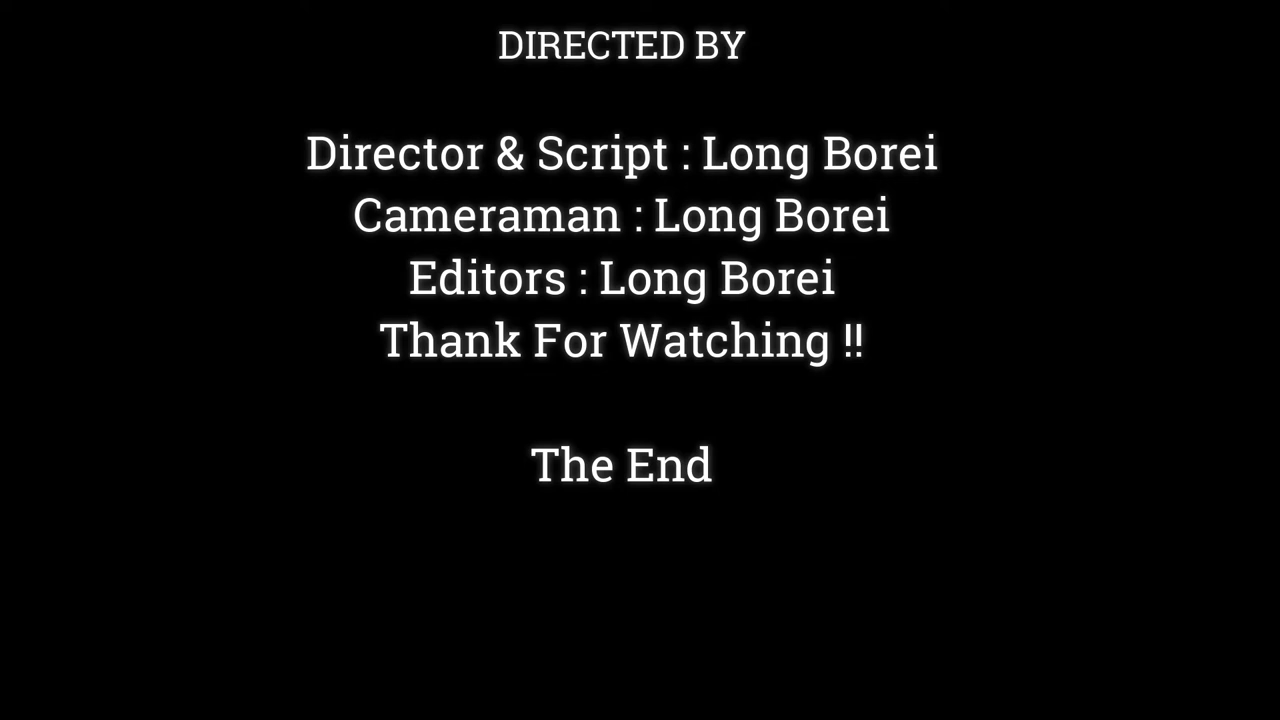 DIRECTED BY
Director & Script : Long Borei
Cameraman : Long Borei
Editors : Long Borei
Thank For Watching !!
The End